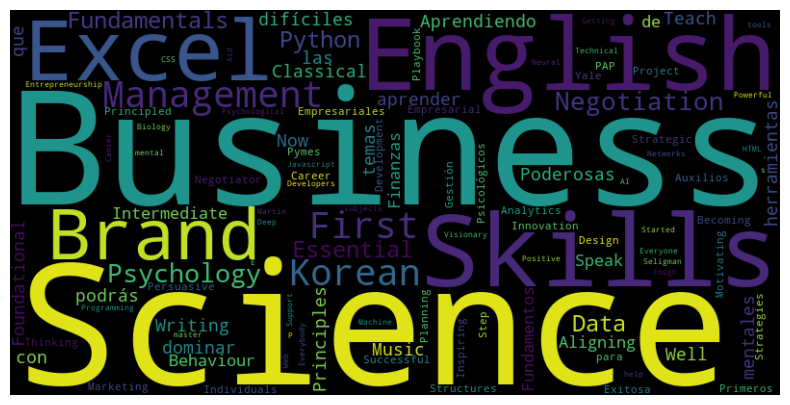 que
Fundamentals
difíciles
Aprendiendo
Playbook
Getting
de
Teach
tools
Excel
CSS
Aid
Python
las
English
Technical
PAP
Neural
Yale
Project
Entrepreneurship
Classical
Management
aprender
Negotiation
Powerful
Principled
Psychological
Empresariales
Empresarial
Business
Cancer
Biology
mental
Now
Javascript
Pymes
temas
Development
Finanzas
Strategic
HTML
Networks
herramientas
Negotiator
Career
Developers
Gestión
Psicológicos
Poderosas
AI
Auxilios
s
Intermediate
Martin
Deep
subjects
First
Analytics
Innovation
Becoming
Started
Foundational
Brand
Essential
Visionary
Skills
Speak
Design
Positive
Everyone
Seligman
tough
Motivating
Psychology
E
Korean
Persuasive
Programming
podrás
Science
Principles
Planning
Inspiring
Step
Fundamentos
Data
Aligning
para
Well
mentales
Strategies
Thinking
con
Writing
master
dominar
Behaviour
Web
Support
P
Everybody
Machine
Music
Successful
Marketing
Individuals
Structures
Exitosa
help
Primeros